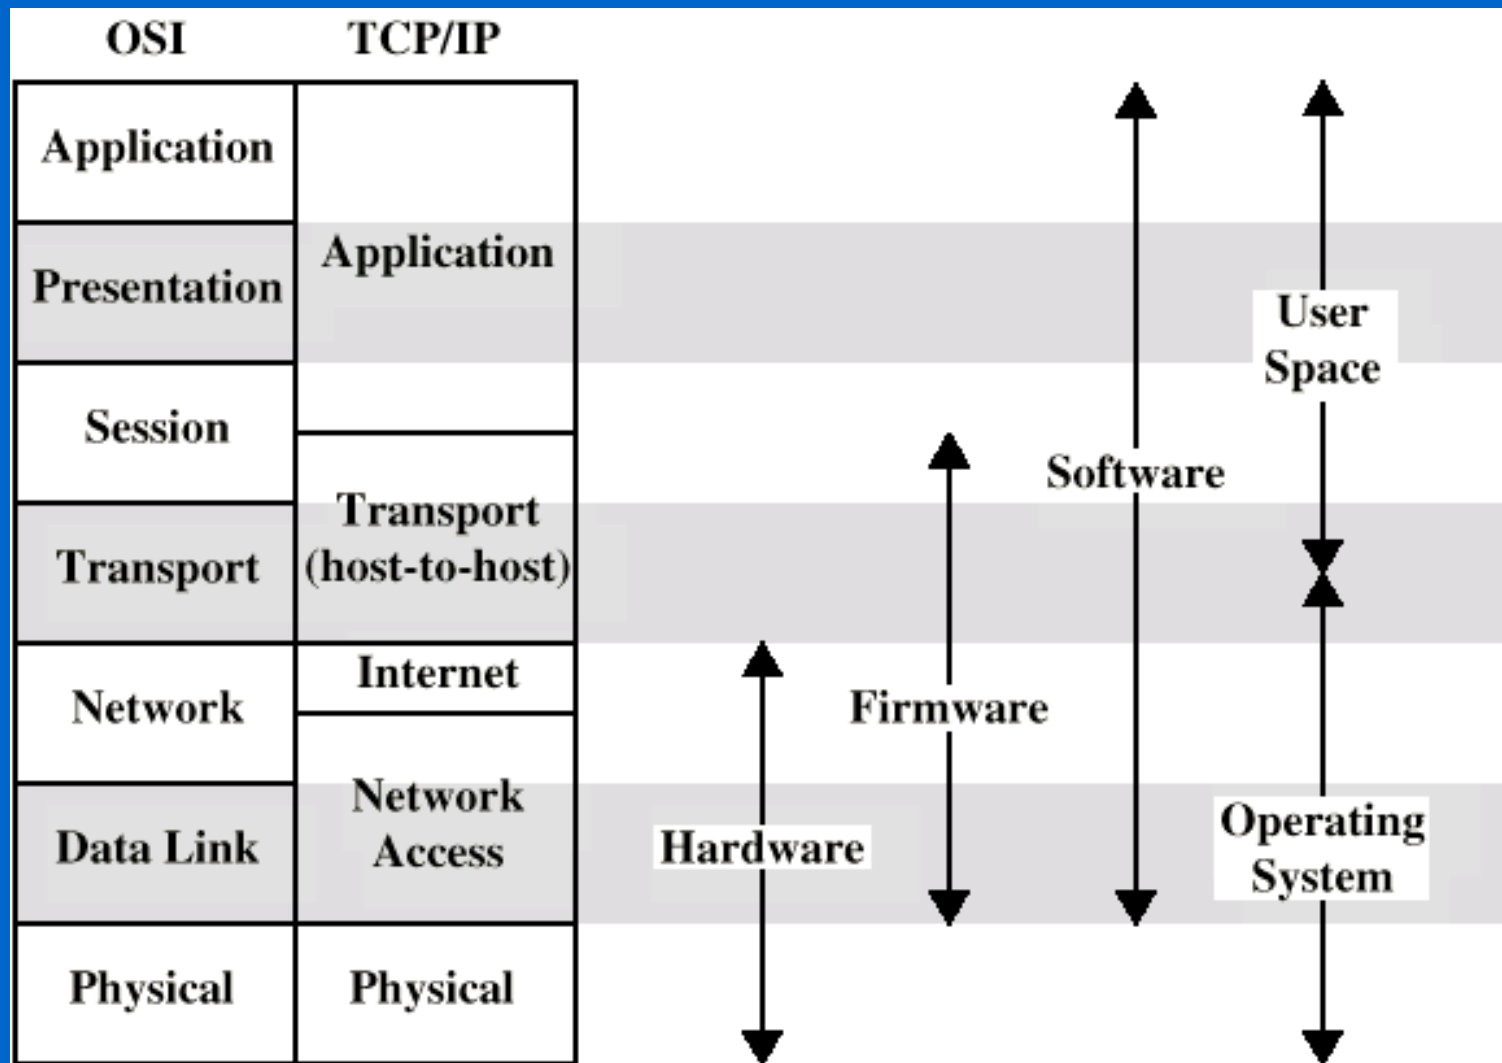 OSI
TCP/IP
Application
Presentation
Session
Transport
Network
Data Link
Physical
Application
Transport
(host-to-host)
Internet
Network
Access
Physical
Hardware
Firmware
Software
User
Space
Operating
System